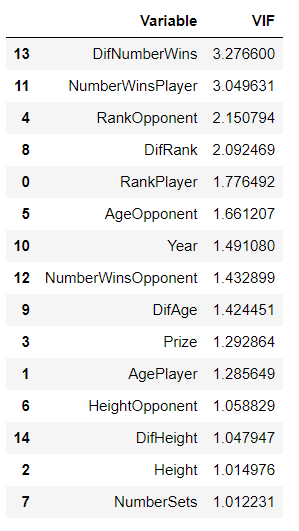 Variable VIF
13 DifNumberWins 3.276600
11 NumberWinsPlayer 3.049631
4 RankOpponent 2.150794
8 DifRank 2.092469
0 RankPlayer 1.776492
5 AgeOpponent 1.661207
10 Year 1.491080
12 NumberWinsOpponent 1.432899
9 DifAge 1.424451
3 Prize 1.292864
1 AgePlayer 1.285649
6 HeightOpponent 1.058829
14 DifHeight 1.047947
2 Height 1.014976
7 NumberSets 1.012231